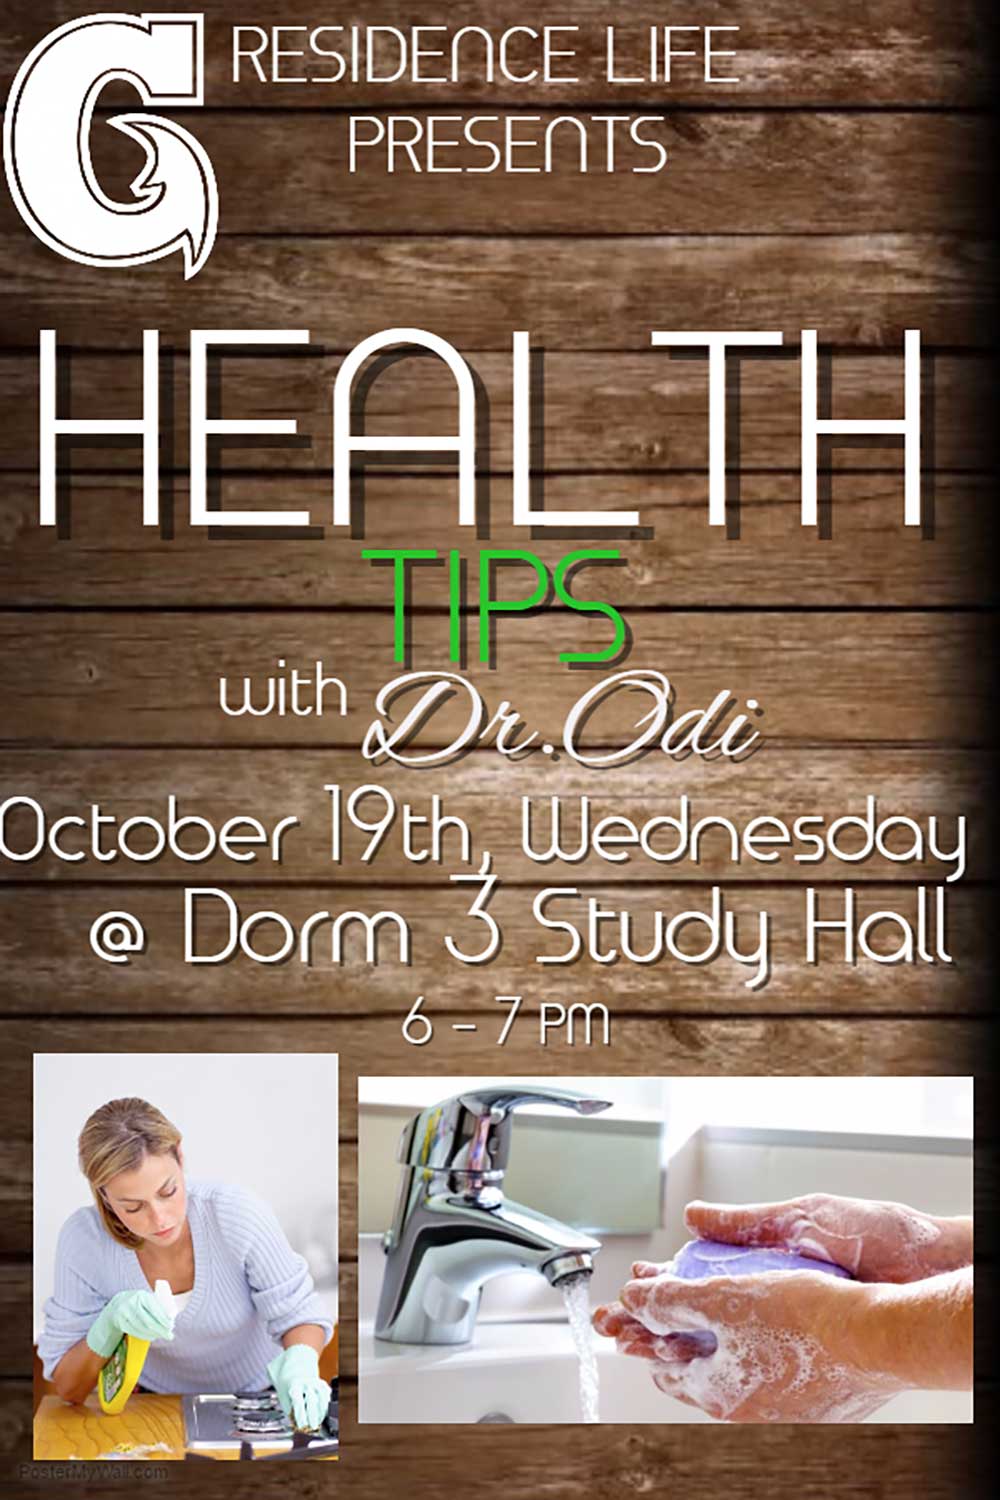 G RESIDENCE LIFE
PRESENTS
HEALTH
TIPS
with Dr. Odi
October 19th, Wednesday
@ Dorm 3 Study Hall
6 - 7 PM
PosterMyWall.com